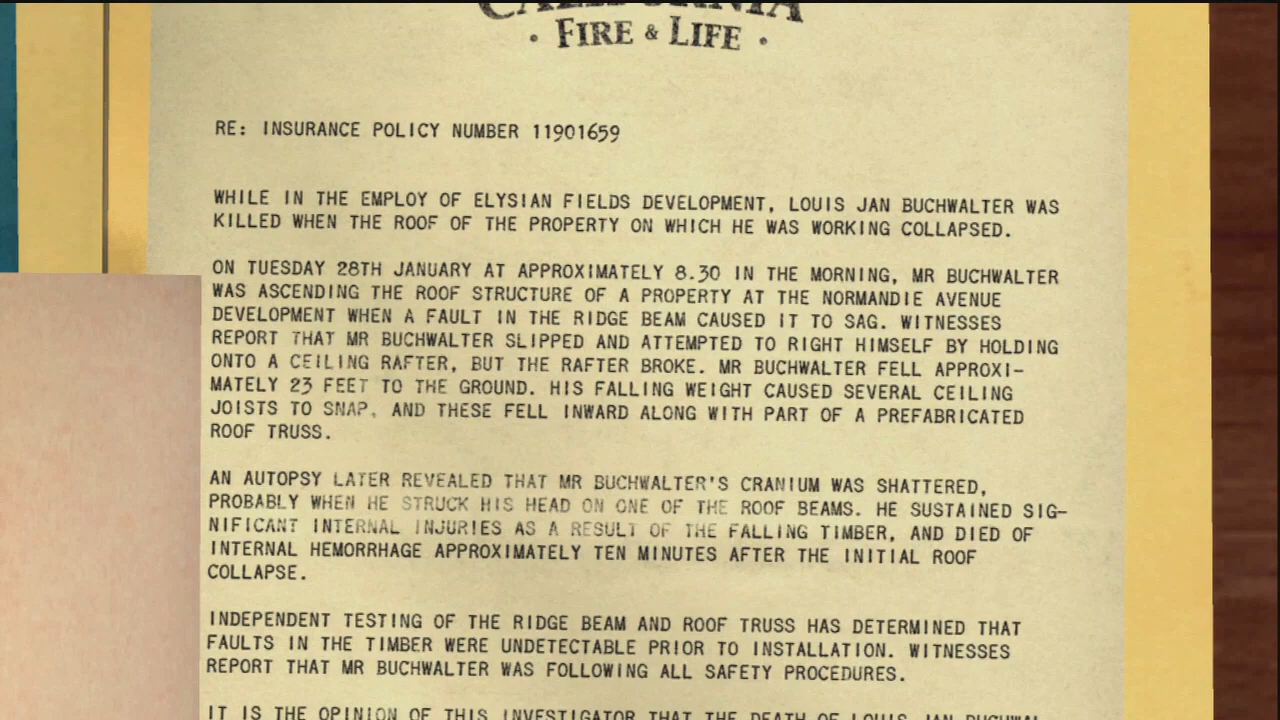 CALIFORNIA
· FIRE & LIFE ·
RE: INSURANCE POLICY NUMBER 11901659
WHILE IN THE EMPLOY OF ELYSIAN FIELDS DEVELOPMENT, LOUIS JAN BUCHWALTER WAS
KILLED WHEN THE ROOF OF THE PROPERTY ON WHICH HE WAS WORKING COLLAPSED.
ON TUESDAY 28TH JANUARY AT APPROXIMATELY 8.30 IN THE MORNING, MR BUCHWALTER
WAS ASCENDING THE ROOF STRUCTURE OF A PROPERTY AT THE NORMANDIE AVENUE
DEVELOPMENT WHEN A FAULT IN THE RIDGE BEAM CAUSED IT TO SAG. WITNESSES
REPORT THAT MR BUCHWALTER SLIPPED AND ATTEMPTED TO RIGHT HIMSELF BY HOLDING
ONTO A CEILING RAFTER, BUT THE RAFTER BROKE. MR BUCHWALTER FELL APPROXI-
MATELY 23 FEET TO THE GROUND. HIS FALLING WEIGHT CAUSED SEVERAL CEILING
JOISTS TO SNAP, AND THESE FELL INWARD ALONG WITH PART OF A PREFABRICATED
ROOF TRUSS.
AN AUTOPSY LATER REVEALED THAT MR BUCHWALTER'S CRANIUM WAS SHATTERED,
PROBABLY WHEN HE STRUCK HIS HEAD ON ONE OF THE ROOF BEAMS. HE SUSTAINED SIG-
NIFICANT INTERNAL INJURIES AS A RESULT OF THE FALLING TIMBER, AND DIED OF
INTERNAL HEMORRHAGE APPROXIMATELY TEN MINUTES AFTER THE INITIAL ROOF
COLLAPSE.
INDEPENDENT TESTING OF THE RIDGE BEAM AND ROOF TRUSS HAS DETERMINED THAT
FAULTS IN THE TIMBER WERE UNDETECTABLE PRIOR TO INSTALLATION. WITNESSES
REPORT THAT MR BUCHWALTER WAS FOLLOWING ALL SAFETY PROCEDURES.
IT IS THE OPINION OF THIS INVESTIGATOR THAT THE DEATH OF LOUIS JAN BUCHWAL-